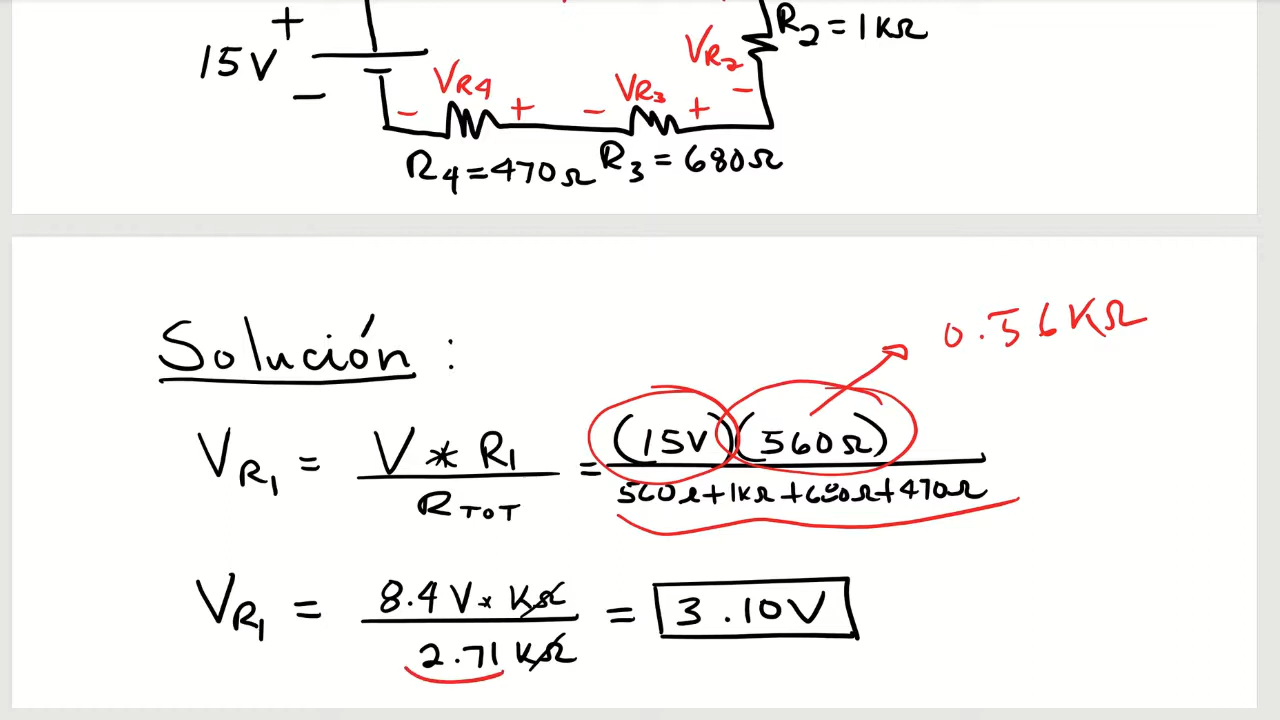 +
15V
−
R2 = 1KΩ
VR2
−
VR4
VR3
− + − +
R4 = 470Ω R3 = 680Ω
Solución :
0.56KΩ
VR1 = V * R1 / RTOT = (15V)(560Ω) / 560Ω+1KΩ+680Ω+470Ω
VR1 = 8.4 V* KΩ / 2.71 KΩ = 3.10V